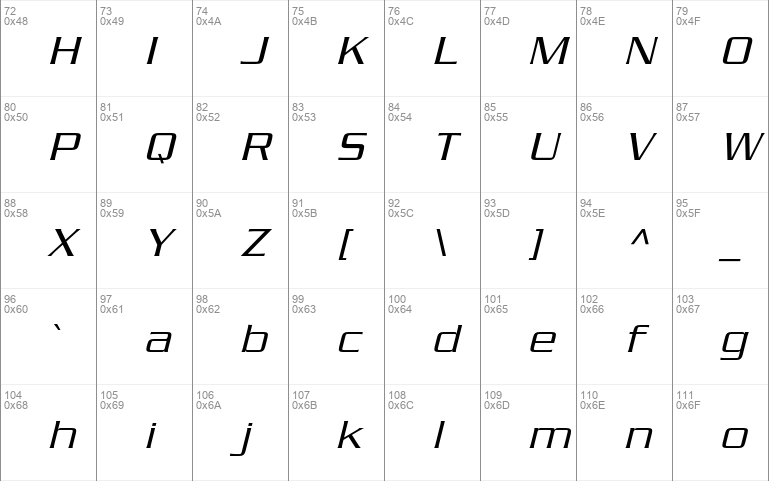 72 73 74 75 76 77 78 79
0x48 0x49 0x4A 0x4B 0x4C 0x4D 0x4E 0x4F
H I J K L M N O
80 81 82 83 84 85 86 87
0x50 0x51 0x52 0x53 0x54 0x55 0x56 0x57
P Q R S T U V W
88 89 90 91 92 93 94 95
0x58 0x59 0x5A 0x5B 0x5C 0x5D 0x5E 0x5F
X Y Z [ \ ] ^ _
96 97 98 99 100 101 102 103
0x60 0x61 0x62 0x63 0x64 0x65 0x66 0x67
` a b c d e f g
104 105 106 107 108 109 110 111
0x68 0x69 0x6A 0x6B 0x6C 0x6D 0x6E 0x6F
h i j k l m n o